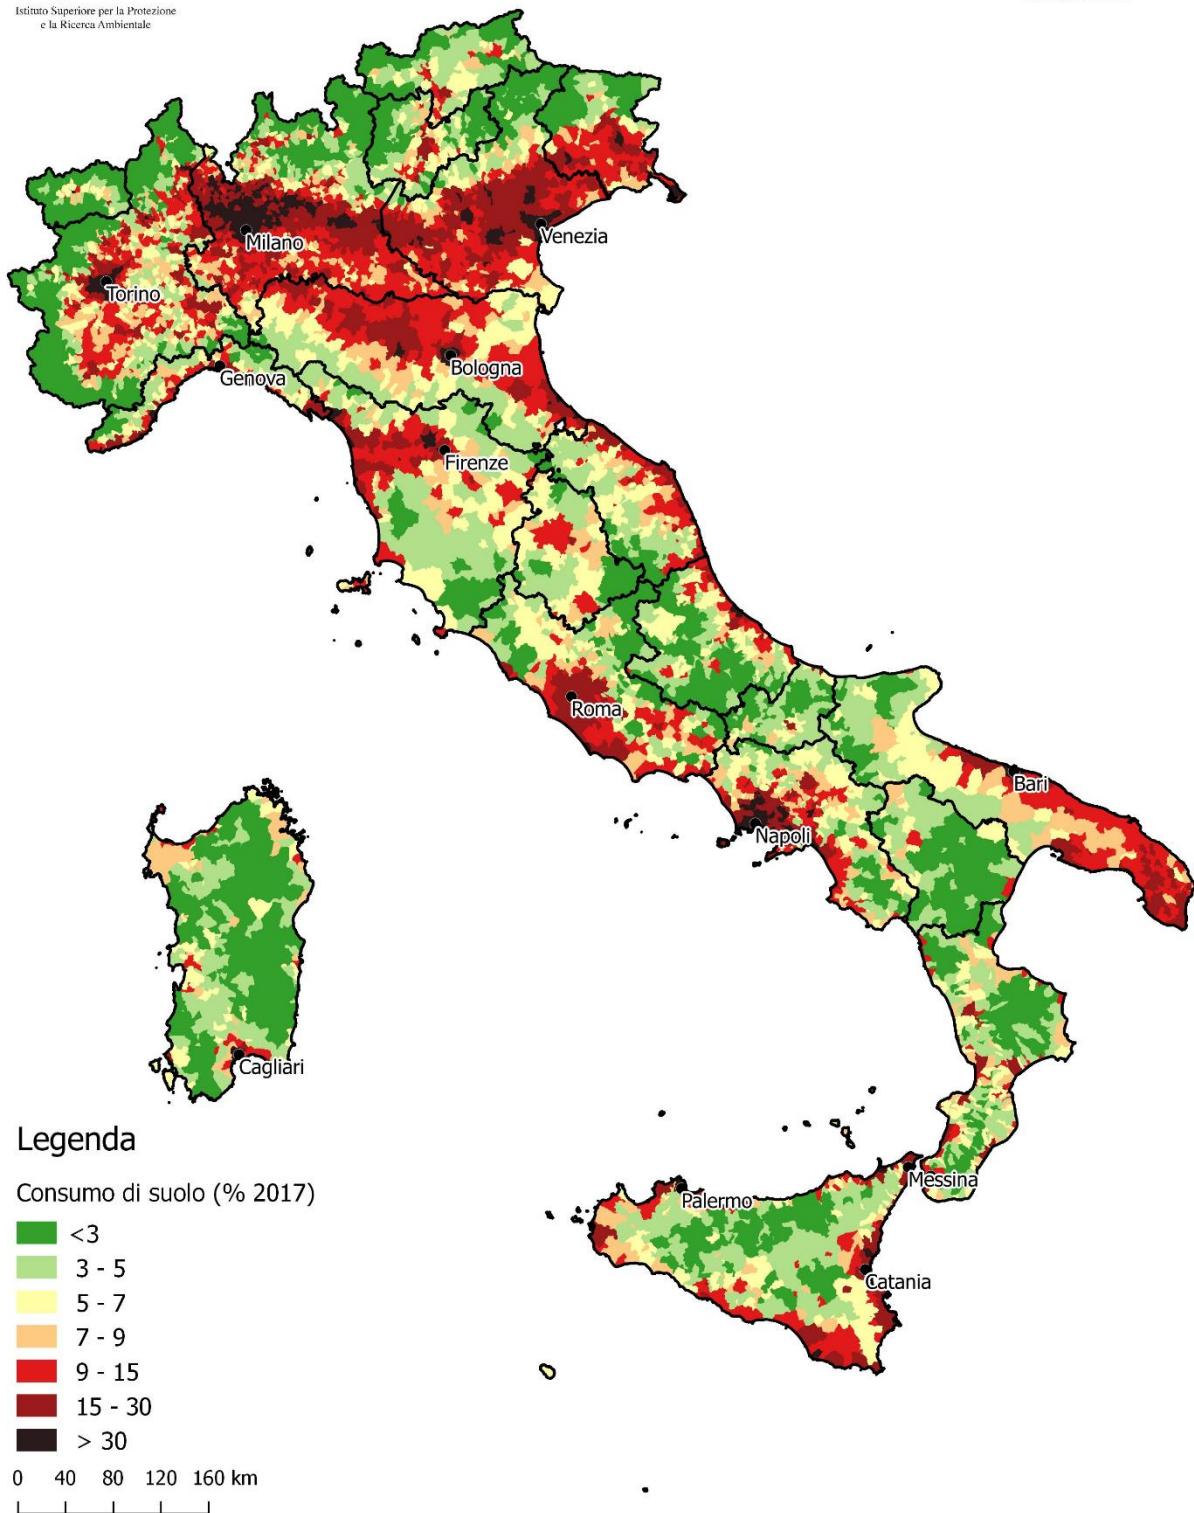 Istituto Superiore per la Protezione
e la Ricerca Ambientale
Milano
Venezia
Torino
Bologna
Genova
Firenze
Roma
Bari
Napoli
Cagliari
Messina
Palermo
Catania
Legenda
Consumo di suolo (% 2017)
<3
3 - 5
5 - 7
7 - 9
9 - 15
15 - 30
> 30
0 40 80 120 160 km